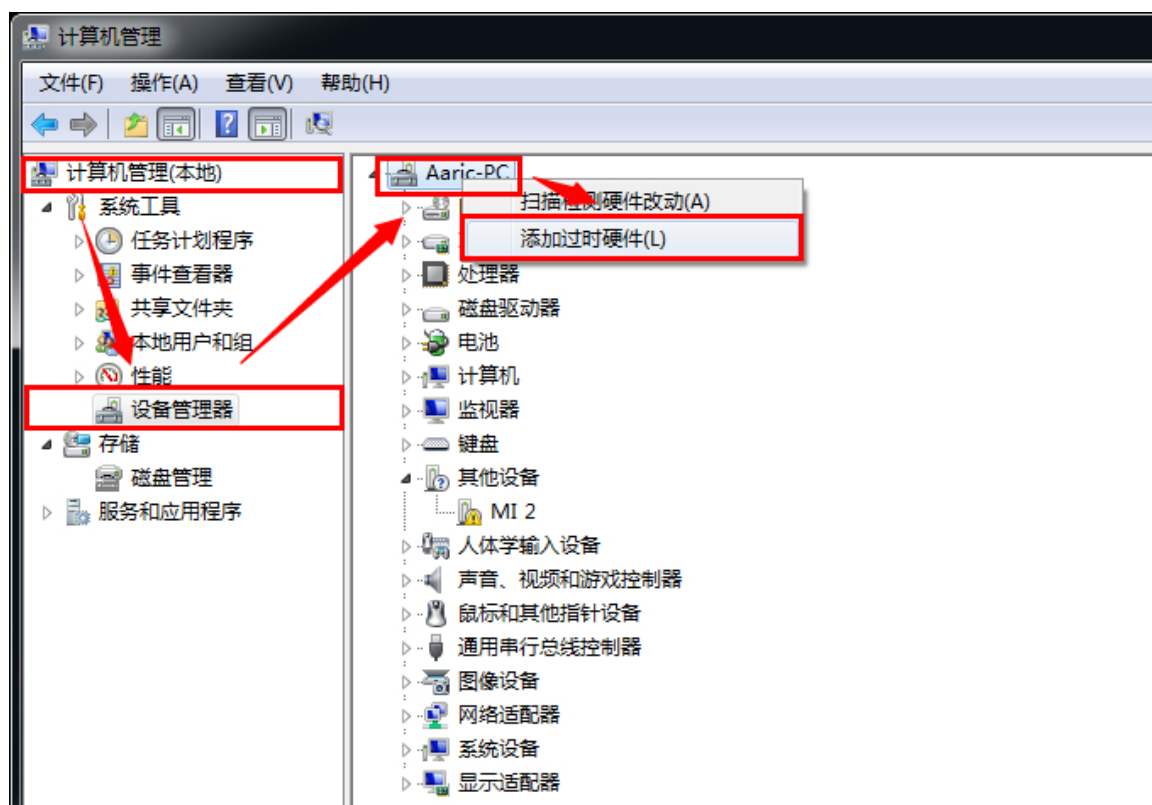 计算机管理
文件(F) 操作(A) 查看(V) 帮助(H)
计算机管理(本地)
系统工具
任务计划程序
事件查看器
共享文件夹
本地用户和组
性能
设备管理器
存储
磁盘管理
服务和应用程序
Aaric-PC
扫描检测硬件改动(A)
添加过时硬件(L)
处理器
磁盘驱动器
电池
计算机
监视器
键盘
其他设备
MI 2
人体学输入设备
声音、视频和游戏控制器
鼠标和其他指针设备
通用串行总线控制器
图像设备
网络适配器
系统设备
显示适配器